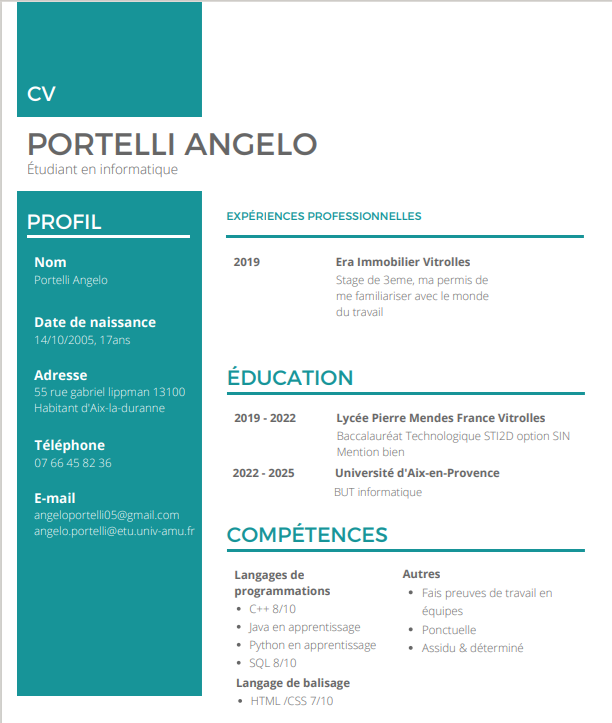 CV
PORTELLI ANGELO
Étudiant en informatique
PROFIL
Nom
Portelli Angelo
Date de naissance
14/10/2005, 17ans
Adresse
55 rue gabriel lippman 13100
Habitant d'Aix-la-duranne
Téléphone
07 66 45 82 36
E-mail
angeloportelli05@gmail.com
angelo.portelli@etu.univ-amu.fr
EXPÉRIENCES PROFESSIONNELLES
2019
Era Immobilier Vitrolles
Stage de 3eme, ma permis de
me familiariser avec le monde
du travail
ÉDUCATION
2019 - 2022
Lycée Pierre Mendes France Vitrolles
Baccalauréat Technologique STI2D option SIN
Mention bien
2022 - 2025
Université d'Aix-en-Provence
BUT informatique
COMPÉTENCES
Langages de
programmations
C++ 8/10
Java en apprentissage
Python en apprentissage
SQL 8/10
Langage de balisage
HTML /CSS 7/10
Autres
Fais preuves de travail en
équipes
Ponctuelle
Assidu & déterminé